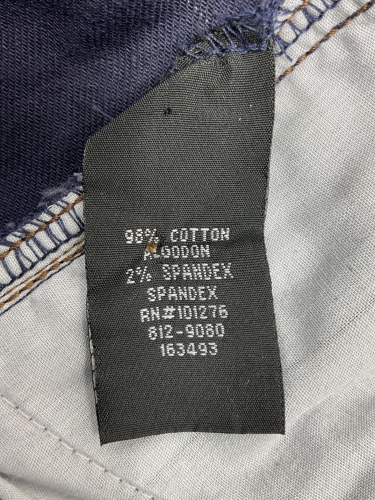 98% COTTON
ALGODON
2% SPANDEX
SPANDEX
RN#101276
812-9080
163493